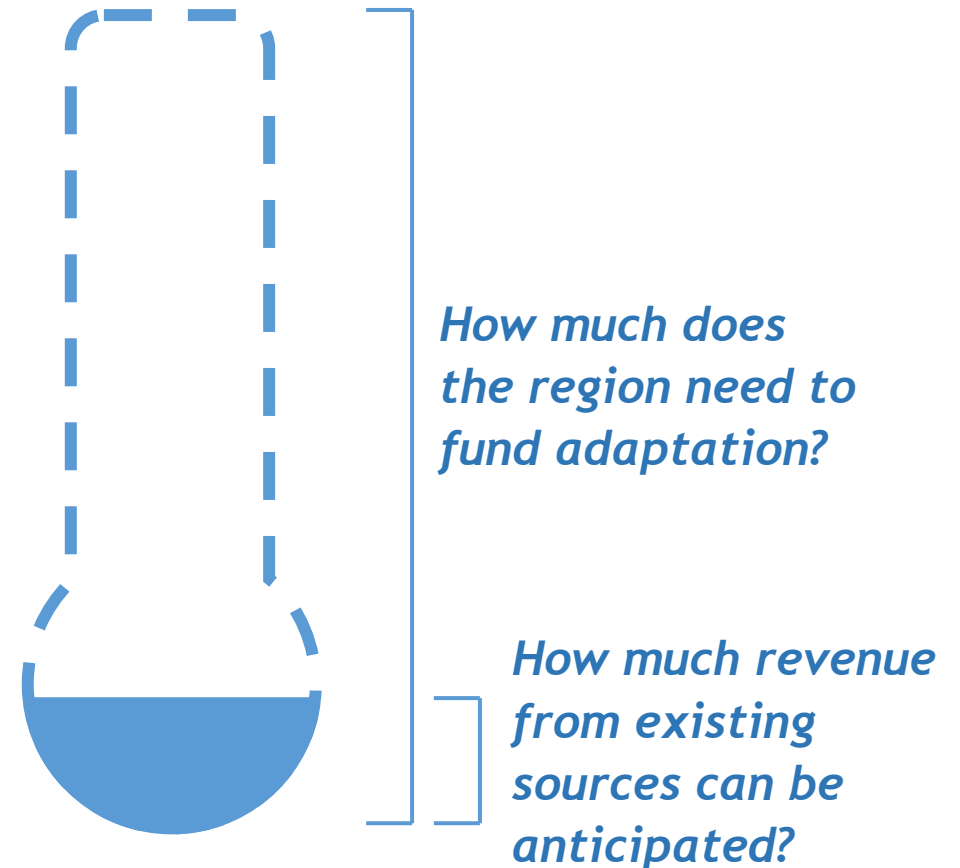 How much does
the region need to
fund adaptation?
How much revenue
from existing
sources can be
anticipated?